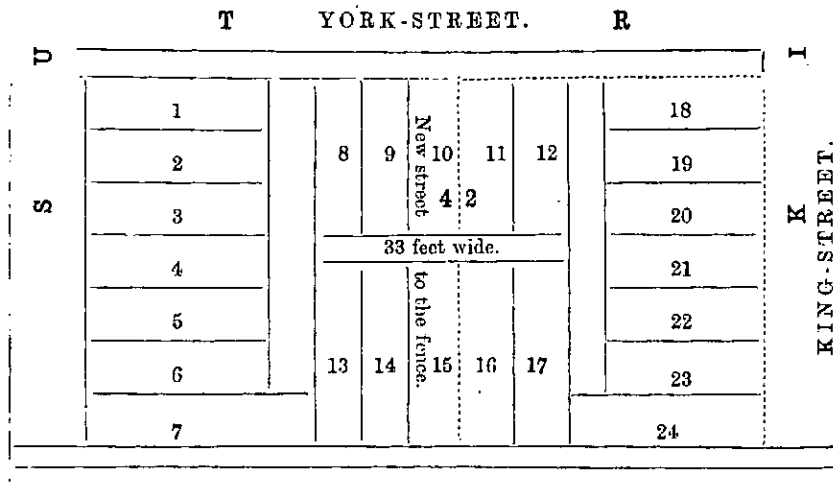 T YORK-STREET. R
U I
1 18
8 9 10 11 12
2 19
S 4 2 K
3 20
33 feet wide.
4 21
5 22
6 13 14 15 16 17 23
7 24
New street
to the fence.
KING-STREET.